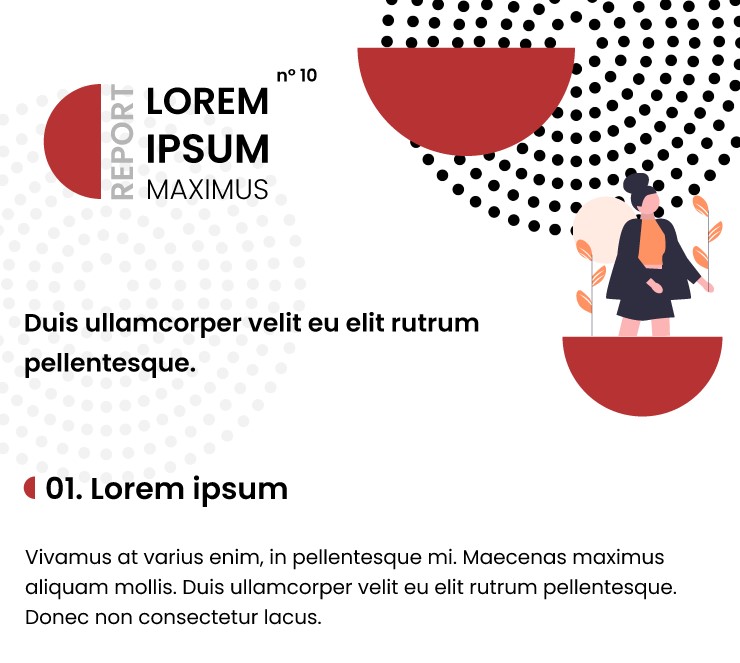 nº 10
REPORT
LOREM
IPSUM
MAXIMUS
Duis ullamcorper velit eu elit rutrum
pellentesque.
01. Lorem ipsum
Vivamus at varius enim, in pellentesque mi. Maecenas maximus
aliquam mollis. Duis ullamcorper velit eu elit rutrum pellentesque.
Donec non consectetur lacus.